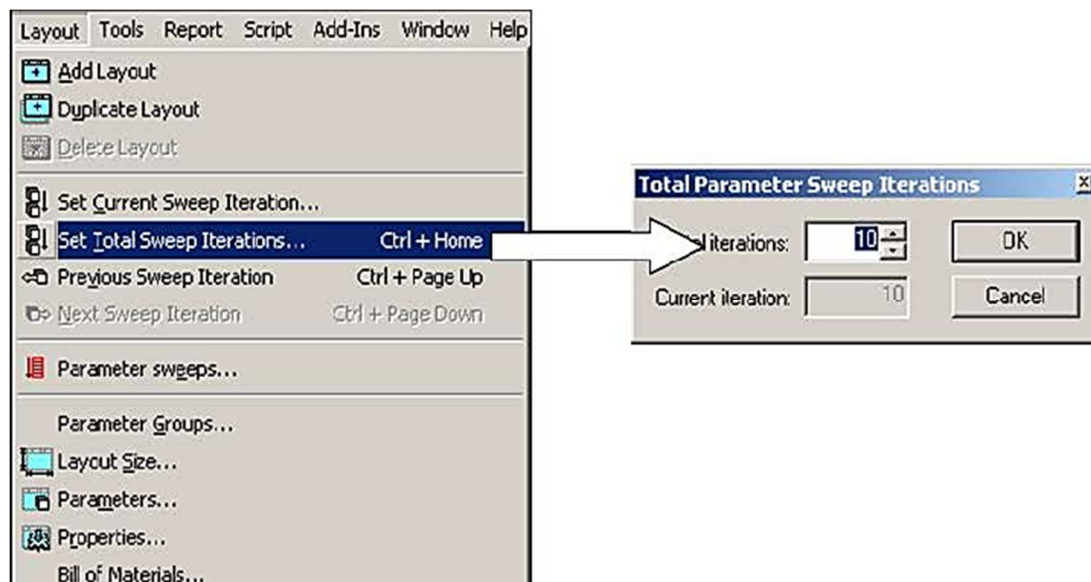 Layout Tools Report Script Add-Ins Window Help
Add Layout
Duplicate Layout
Delete Layout
Set Current Sweep Iteration...
Set Total Sweep Iterations... Ctrl + Home
Previous Sweep Iteration Ctrl + Page Up
Next Sweep Iteration Ctrl + Page Down
Parameter sweeps...
Parameter Groups...
Layout Size...
Parameters...
Properties...
Bill of Materials...
Total Parameter Sweep Iterations
iterations: 10 OK
Current iteration: 10 Cancel